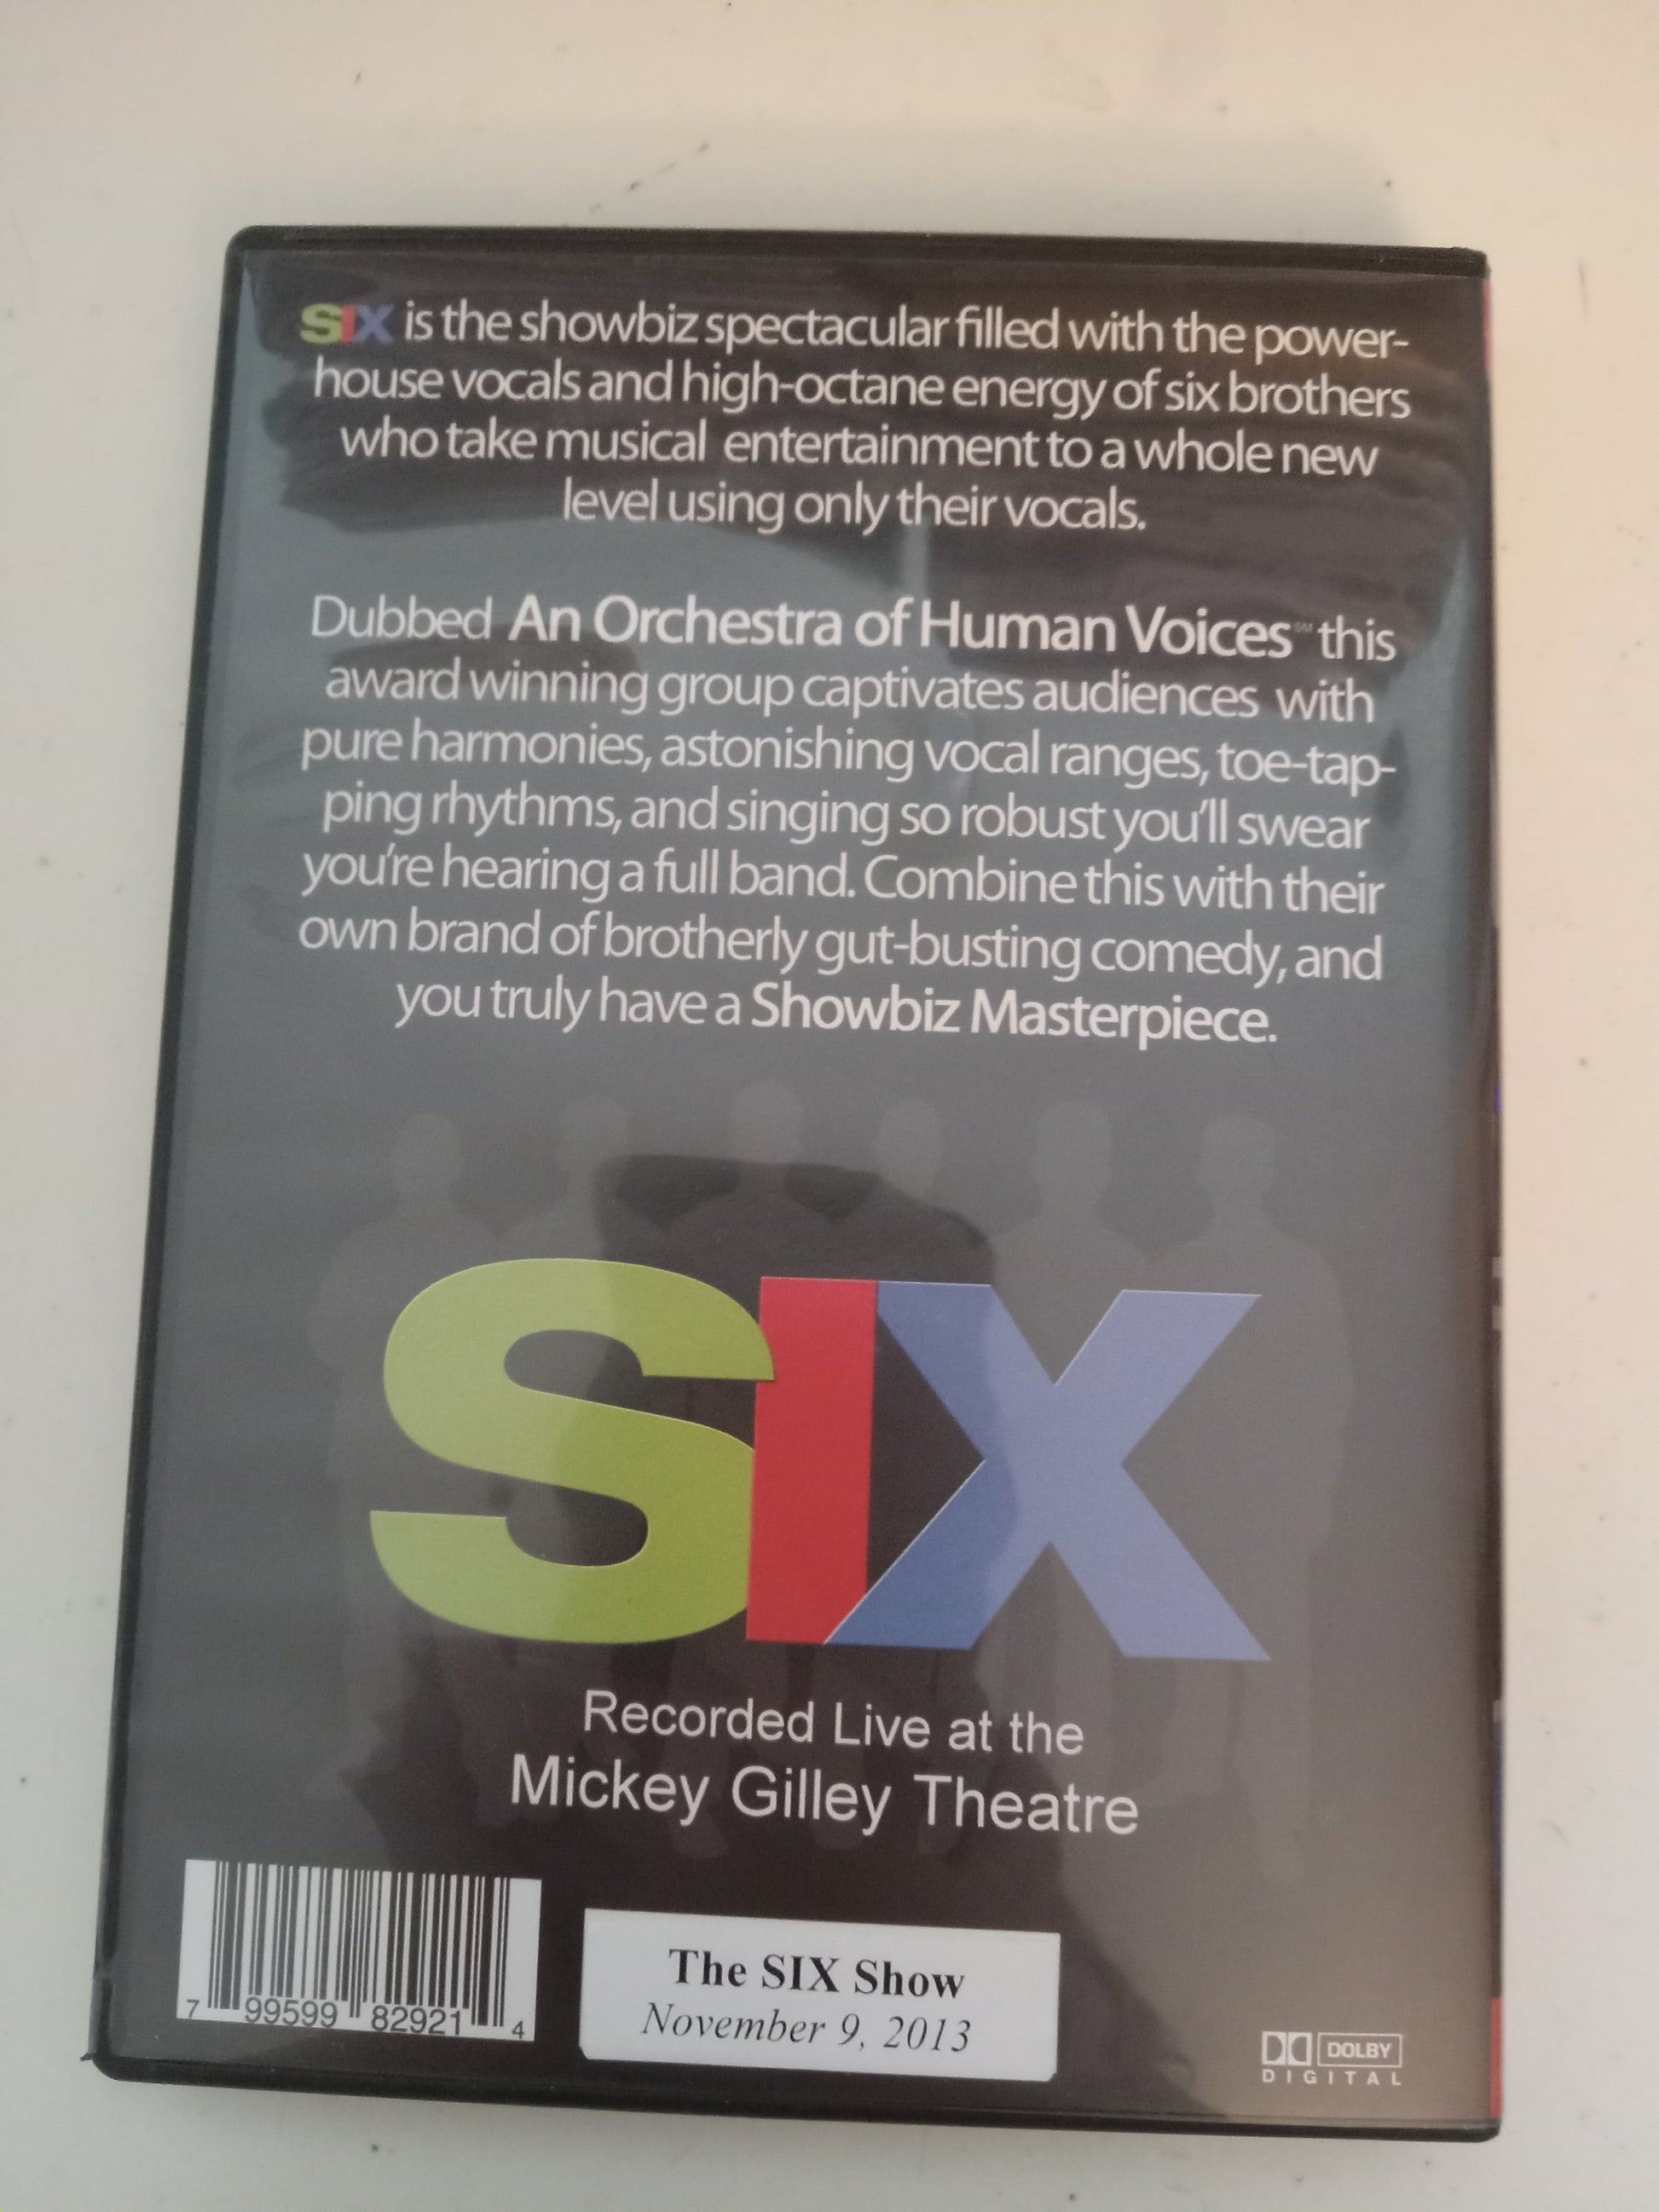 SIX is the showbiz spectacular filled with the power-
house vocals and high-octane energy of six brothers
who take musical entertainment to a whole new
level using only their vocals.
Dubbed An Orchestra of Human Voices℠ this
award winning group captivates audiences with
pure harmonies, astonishing vocal ranges, toe-tap-
ping rhythms, and singing so robust you'll swear
you're hearing a full band. Combine this with their
own brand of brotherly gut-busting comedy, and
you truly have a Showbiz Masterpiece.
SIX
Recorded Live at the
Mickey Gilley Theatre
7 99599 82921 4
The SIX Show
November 9, 2013
DOLBY
DIGITAL